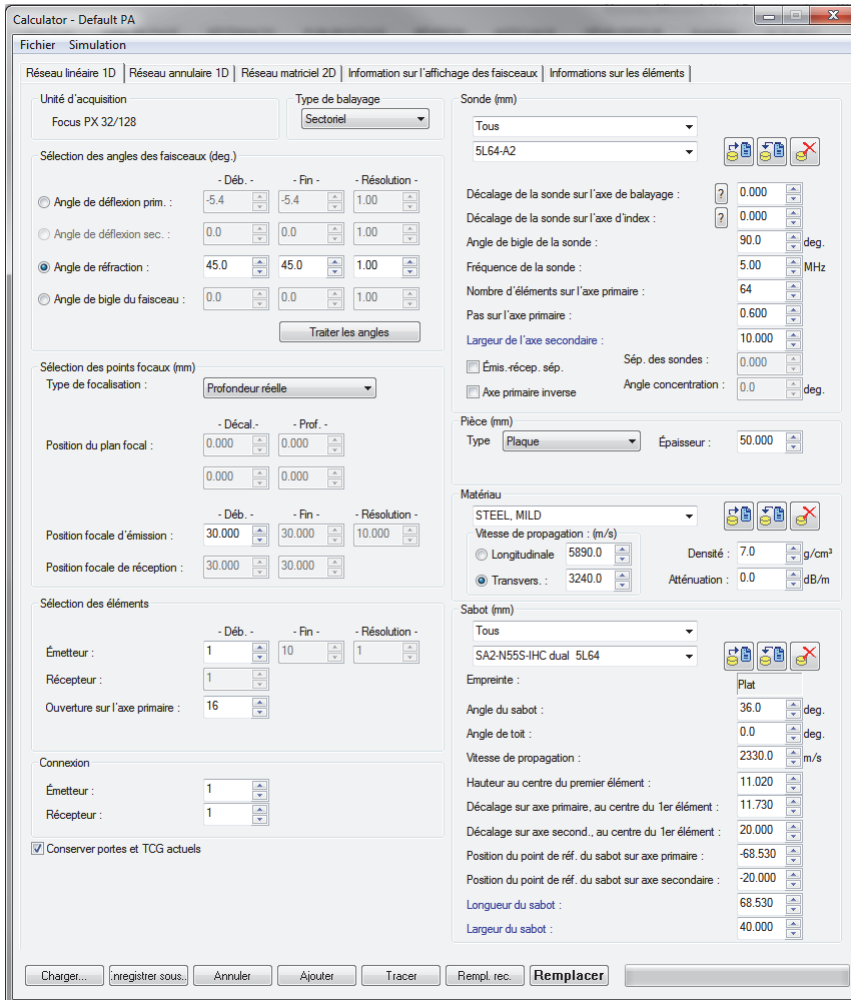 Calculator - Default PA
Fichier Simulation
Réseau linéaire 1D Réseau annulaire 1D Réseau matriciel 2D Information sur l'affichage des faisceaux Informations sur les éléments
Unité d'acquisition
Focus PX 32/128
Type de balayage
Sectoriel
Sélection des angles des faisceaux (deg.)
- Déb. - - Fin - - Résolution -
Angle de déflexion prim. : -5.4 -5.4 1.00
Angle de déflexion sec. : 0.0 0.0 1.00
Angle de réfraction : 45.0 45.0 1.00
Angle de bigle du faisceau : 0.0 0.0 1.00
Traiter les angles
Sélection des points focaux (mm)
Type de focalisation : Profondeur réelle
- Décal.- - Prof. -
Position du plan focal : 0.000 0.000
0.000 0.000
- Déb. - - Fin - - Résolution -
Position focale d'émission : 30.000 30.000 10.000
Position focale de réception : 30.000 30.000
Sélection des éléments
- Déb. - - Fin - - Résolution -
Émetteur : 1 10 1
Récepteur : 1
Ouverture sur l'axe primaire : 16
Connexion
Émetteur : 1
Récepteur : 1
Conserver portes et TCG actuels
Sonde (mm)
Tous
5L64-A2
Décalage de la sonde sur l'axe de balayage : ? 0.000
Décalage de la sonde sur l'axe d'index : ? 0.000
Angle de bigle de la sonde : 90.0 deg.
Fréquence de la sonde : 5.00 MHz
Nombre d'éléments sur l'axe primaire : 64
Pas sur l'axe primaire : 0.600
Largeur de l'axe secondaire : 10.000
Émis.-récep. sép. Sép. des sondes : 0.000
Axe primaire inverse Angle concentration : 0.0 deg.
Pièce (mm)
Type Plaque Épaisseur : 50.000
Matériau
STEEL, MILD
Vitesse de propagation : (m/s)
Longitudinale 5890.0 Densité : 7.0 g/cm³
Transvers. : 3240.0 Atténuation : 0.0 dB/m
Sabot (mm)
Tous
SA2-N55S-IHC dual 5L64
Empreinte : Plat
Angle du sabot : 36.0 deg.
Angle de toit : 0.0 deg.
Vitesse de propagation : 2330.0 m/s
Hauteur au centre du premier élément : 11.020
Décalage sur axe primaire, au centre du 1er élément : 11.730
Décalage sur axe second., au centre du 1er élément : 20.000
Position du point de réf. du sabot sur axe primaire : -68.530
Position du point de réf. du sabot sur axe secondaire : -20.000
Longueur du sabot : 68.530
Largeur du sabot : 40.000
Charger... :nregistrer sous.. Annuler Ajouter Tracer Rempl. rec. Remplacer